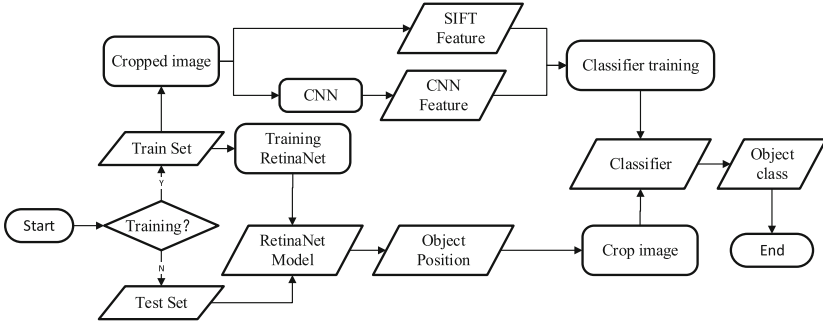 SIFT
Feature
Cropped image
Classifier training
CNN
CNN
Feature
Train Set
Training
RetinaNet
Classifier
Object
class
Y
Start
Training?
RetinaNet
Model
Object
Position
Crop image
End
N
Test Set